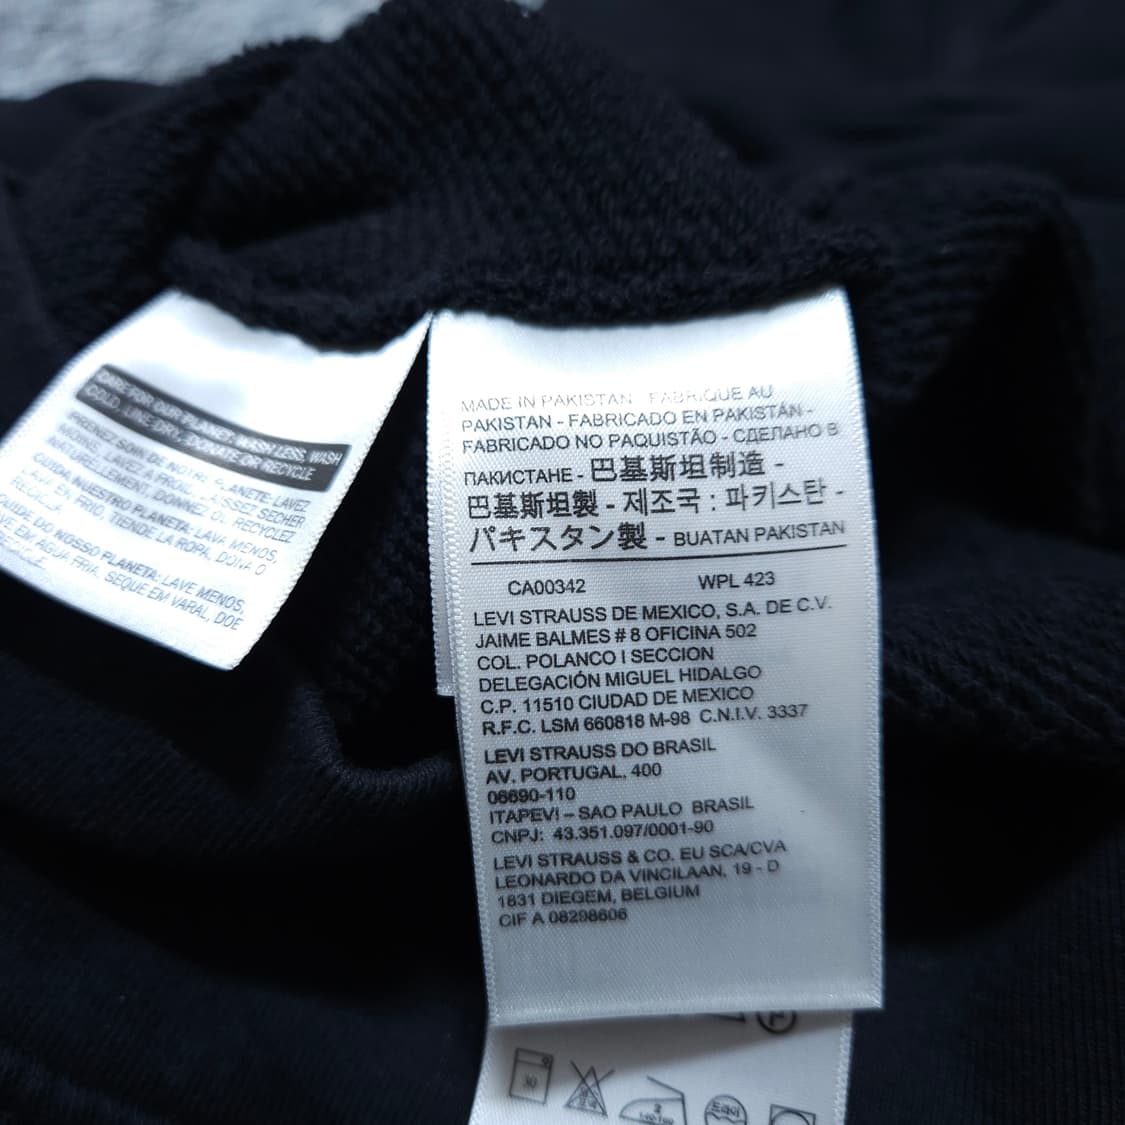 CARE FOR OUR PLANET: WASH LESS, WASH
COLD, LINE DRY, DONATE OR RECYCLE
PRENEZ SOIN DE NOTRE PLANÈTE: LAVEZ
MOINS, LAVEZ À FROID, LAISSEZ SÉCHER
NATURELLEMENT, DONNEZ OU RECYCLEZ
CUIDA NUESTRO PLANETA: LAVA MENOS,
LAVA EN FRÍO, TIENDE LA ROPA, DONA O
RECICLA
CUIDE DO NOSSO PLANETA: LAVE MENOS,
LAVE EM ÁGUA FRIA, SEQUE EM VARAL, DOE
MADE IN PAKISTAN - FABRIQUÉ AU
PAKISTAN - FABRICADO EN PAKISTÁN -
FABRICADO NO PAQUISTÃO - СДЕЛАНО В
ПАКИСТАНЕ - 巴基斯坦制造 -
巴基斯坦製 - 제조국 : 파키스탄 -
パキスタン製 - BUATAN PAKISTAN
CA00342 WPL 423
LEVI STRAUSS DE MEXICO, S.A. DE C.V.
JAIME BALMES # 8 OFICINA 502
COL. POLANCO I SECCION
DELEGACIÓN MIGUEL HIDALGO
C.P. 11510 CIUDAD DE MEXICO
R.F.C. LSM 660818 M-98 C.N.I.V. 3337
LEVI STRAUSS DO BRASIL
AV. PORTUGAL, 400
06690-110
ITAPEVI – SAO PAULO BRASIL
CNPJ: 43.351.097/0001-90
LEVI STRAUSS & CO. EU SCA/CVA
LEONARDO DA VINCILAAN, 19 - D
1831 DIEGEM, BELGIUM
CIF A 08298606
30